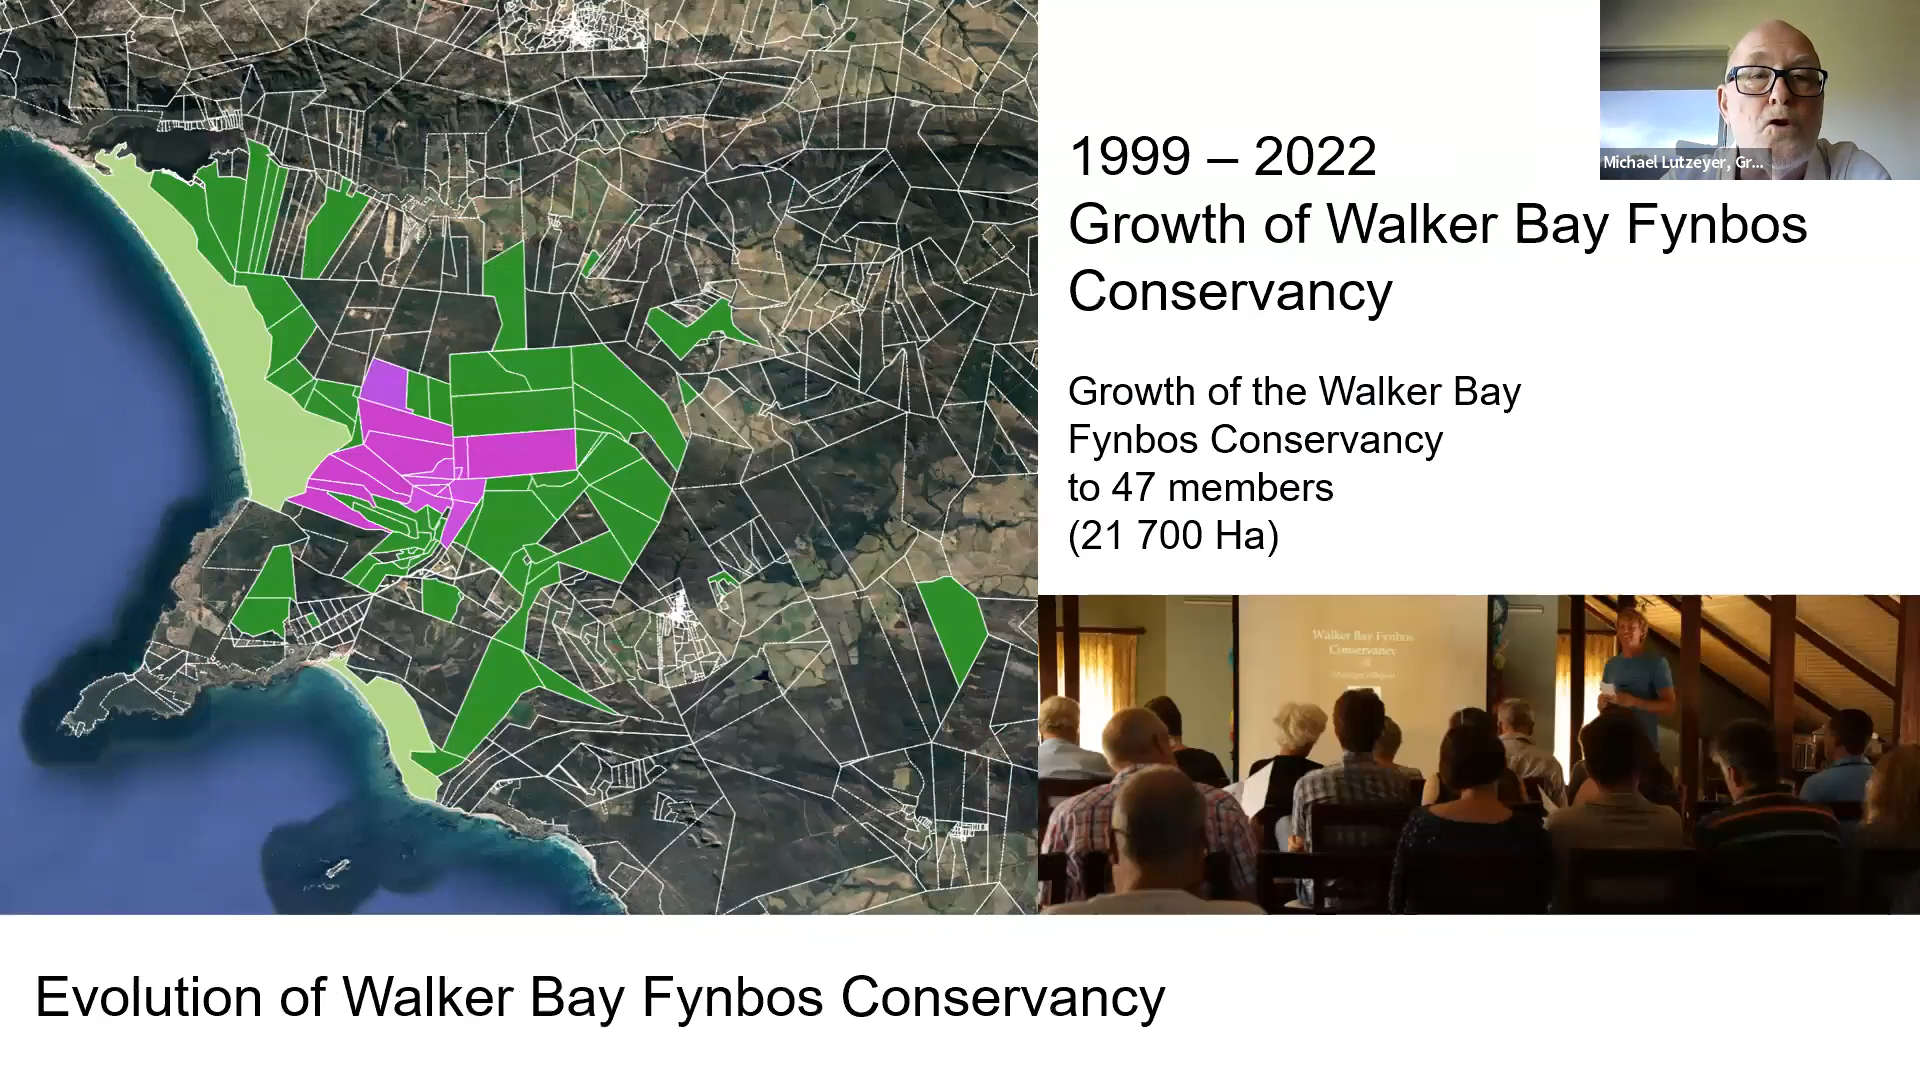 1999 – 2022
Growth of Walker Bay Fynbos
Conservancy
Michael Lutzeyer, Gr...
Growth of the Walker Bay
Fynbos Conservancy
to 47 members
(21 700 Ha)
Walker Bay Fynbos
Conservancy
Evolution of Walker Bay Fynbos Conservancy